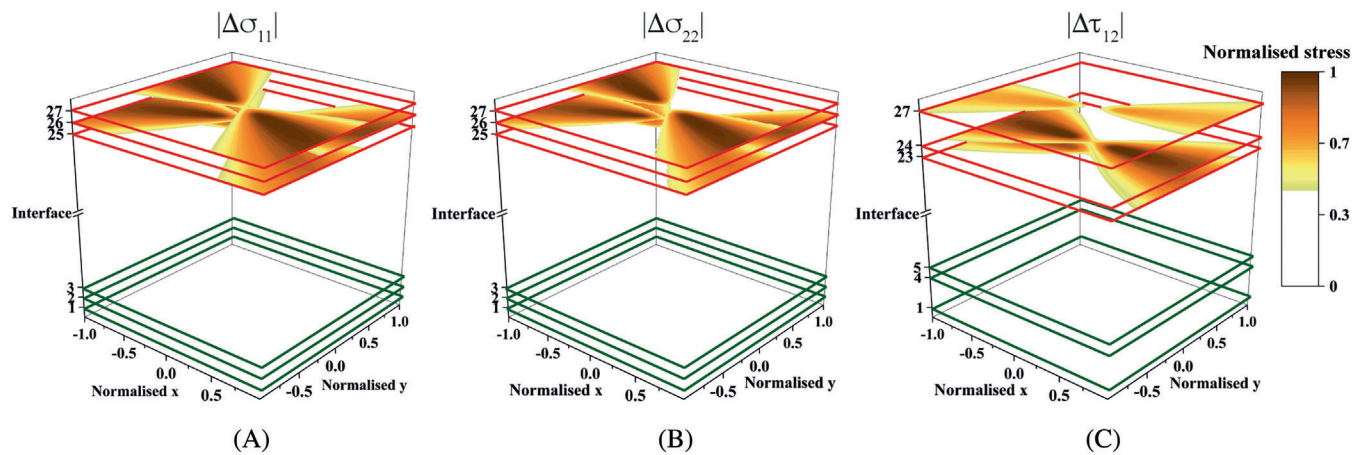 |Δσ11|
27
26
25
Interface
3
2
1
-1.0
-0.5
0.0
0.5
Normalised x
-0.5
0.0
0.5
1.0
Normalised y
(A)
|Δσ22|
27
26
25
Interface
3
2
1
-1.0
-0.5
0.0
0.5
Normalised x
-0.5
0.0
0.5
1.0
Normalised y
(B)
|Δτ12|
27
24
23
Interface
5
4
1
-1.0
-0.5
0.0
0.5
Normalised x
-0.5
0.0
0.5
1.0
Normalised y
(C)
Normalised stress
1
0.7
0.3
0